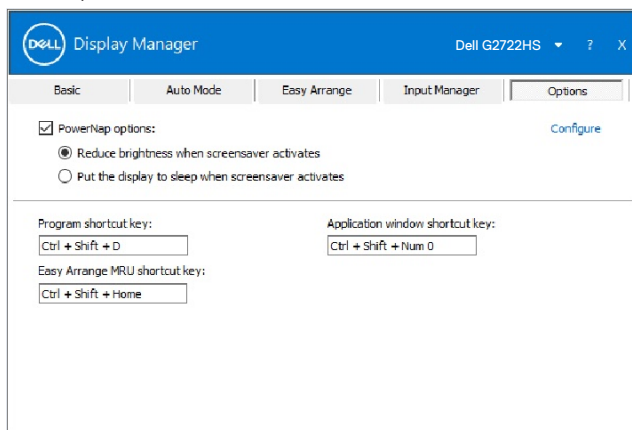 DELL Display Manager Dell G2722HS ? X
Basic Auto Mode Easy Arrange Input Manager Options
PowerNap options: Configure
Reduce brightness when screensaver activates
Put the display to sleep when screensaver activates
Program shortcut key: Application window shortcut key:
Ctrl + Shift + D Ctrl + Shift + Num 0
Easy Arrange MRU shortcut key:
Ctrl + Shift + Home